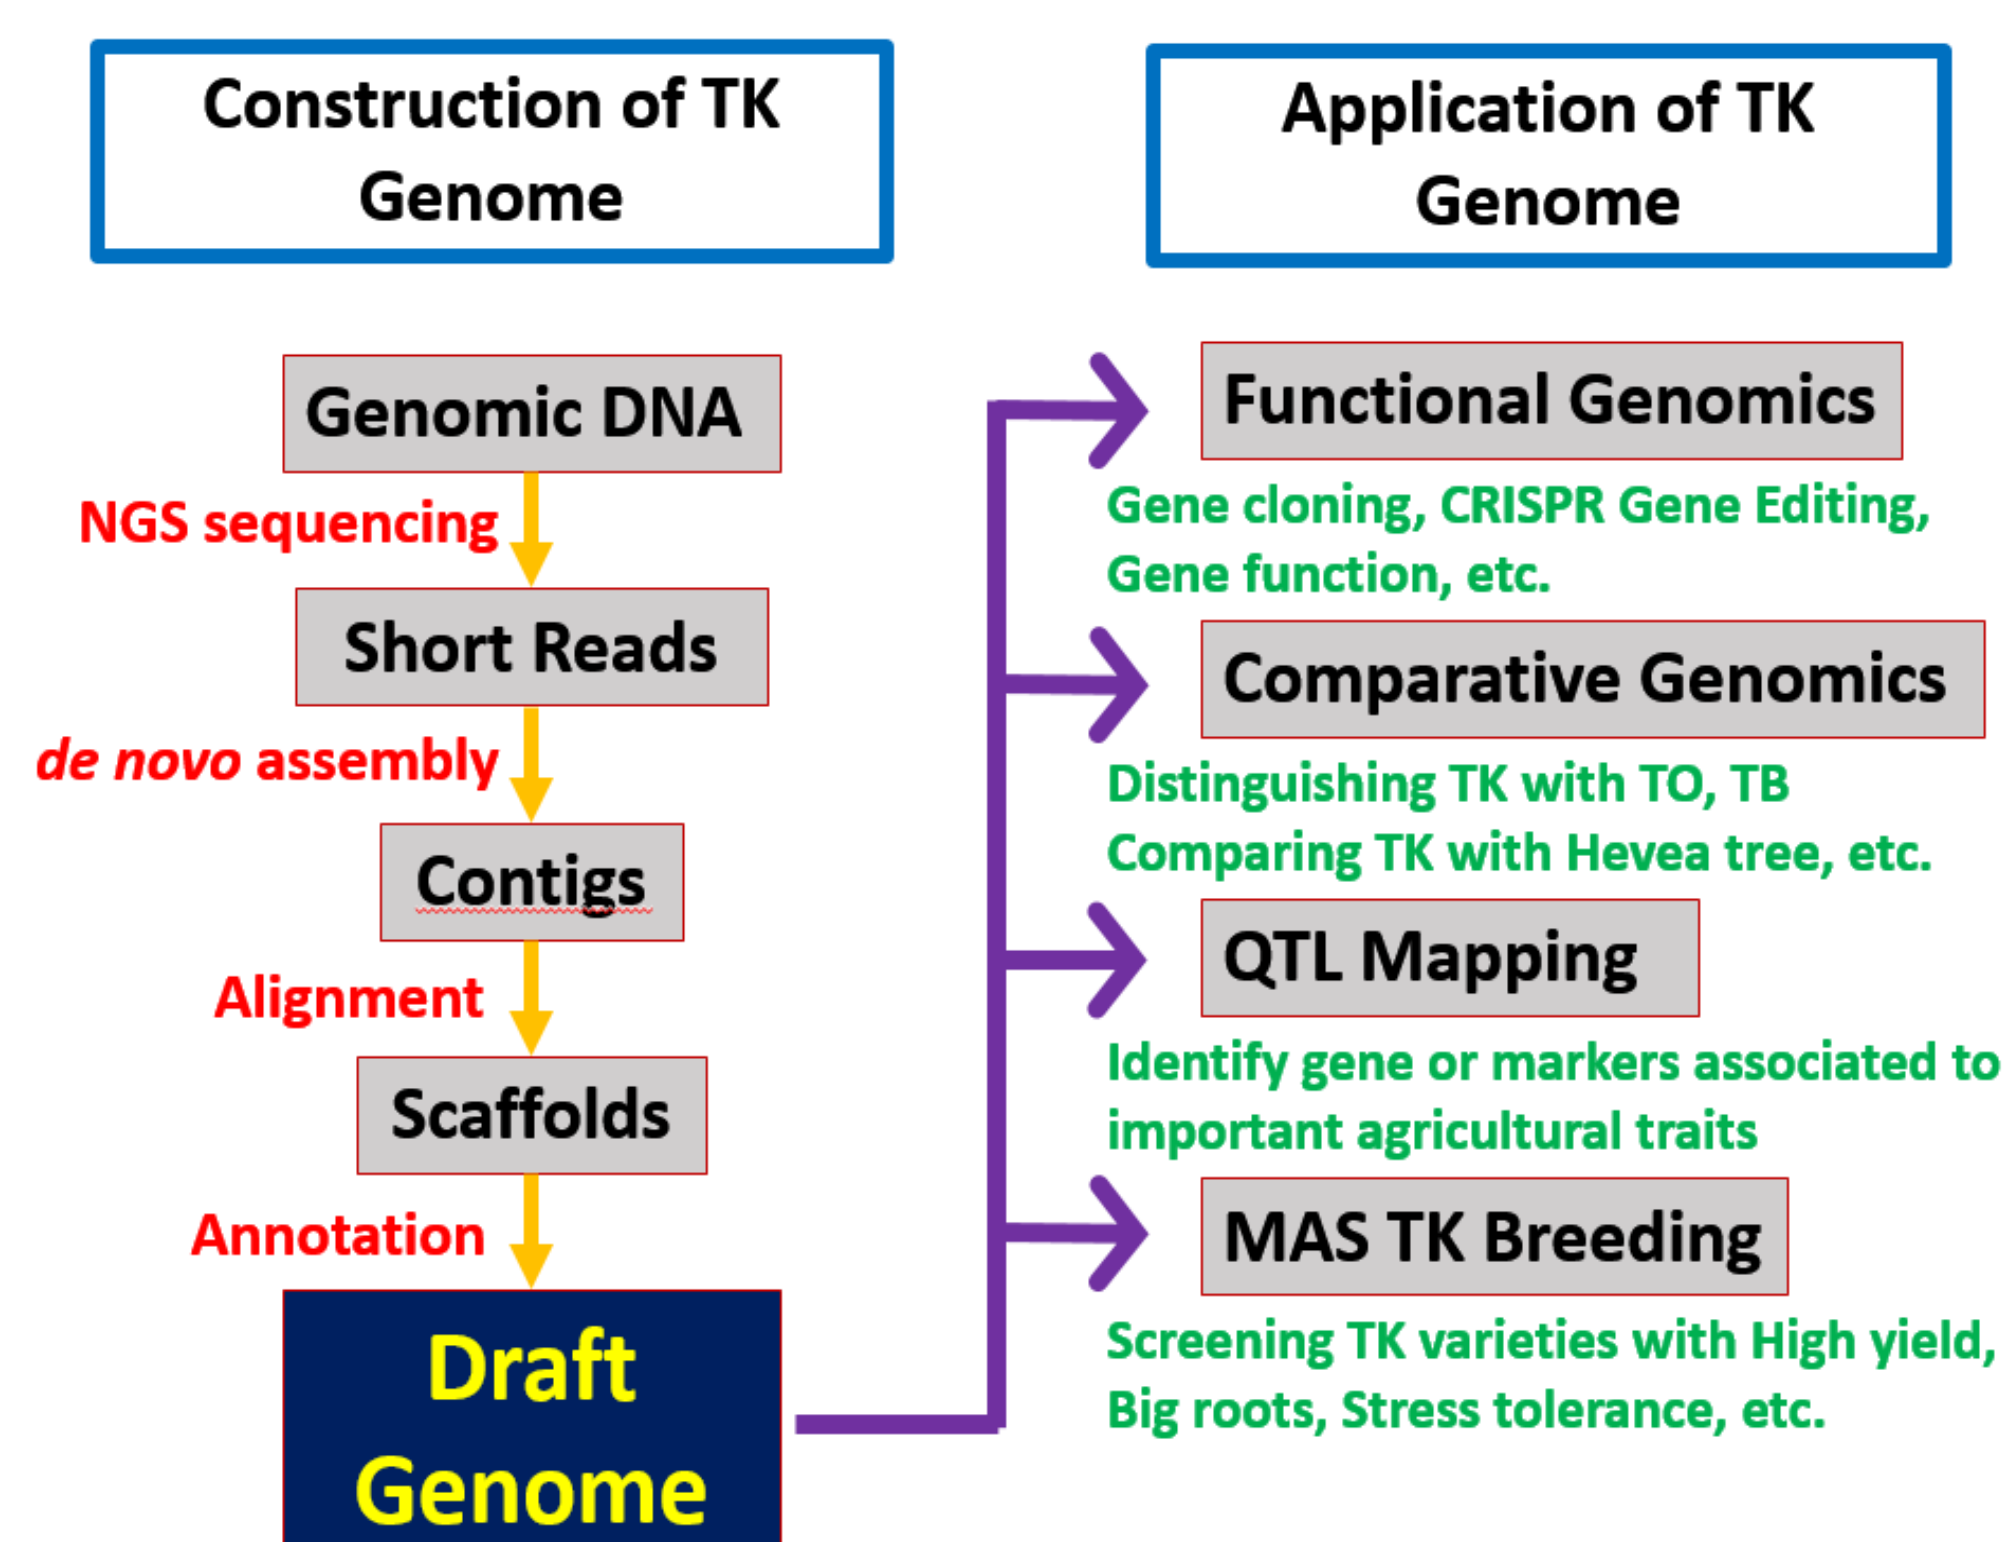 Construction of TK
Genome
Genomic DNA
NGS sequencing
Short Reads
de novo assembly
Contigs
Alignment
Scaffolds
Annotation
Draft
Genome
Application of TK
Genome
Functional Genomics
Gene cloning, CRISPR Gene Editing,
Gene function, etc.
Comparative Genomics
Distinguishing TK with TO, TB
Comparing TK with Hevea tree, etc.
QTL Mapping
Identify gene or markers associated to
important agricultural traits
MAS TK Breeding
Screening TK varieties with High yield,
Big roots, Stress tolerance, etc.